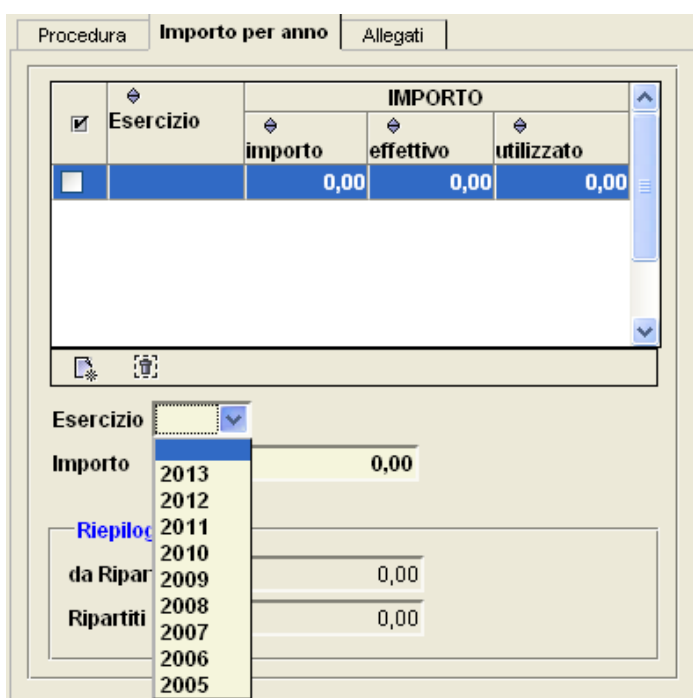 Procedura Importo per anno Allegati
Esercizio IMPORTO
importo effettivo utilizzato
0,00 0,00 0,00
Esercizio
Importo 0,00
2013
2012
Riepilog 2011
2010
da Ripar 2009 0,00
2008
Ripartiti 0,00
2007
2006
2005